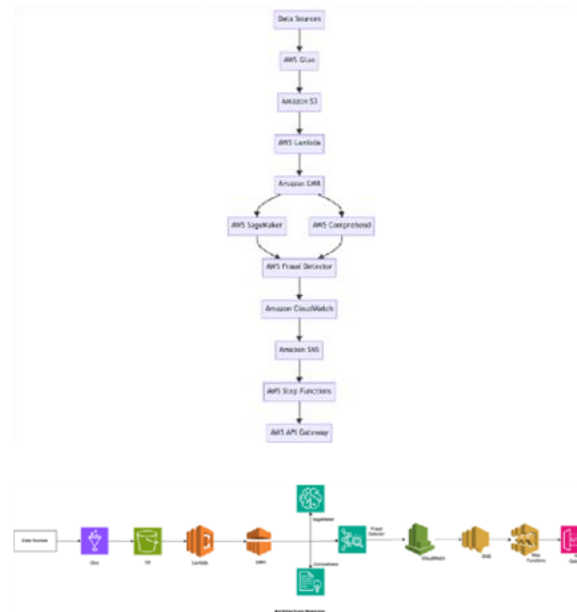 Data Sources
AWS Glue
Amazon S3
AWS Lambda
Amazon EMR
AWS SageMaker
AWS Comprehend
AWS Fraud Detector
Amazon CloudWatch
Amazon SNS
AWS Step Functions
AWS API Gateway
SageMaker
Data Sources
Fraud
Detector
Glue
S3
Lambda
EMR
CloudWatch
Step
Functions
Comprehend
Architecture Diagram